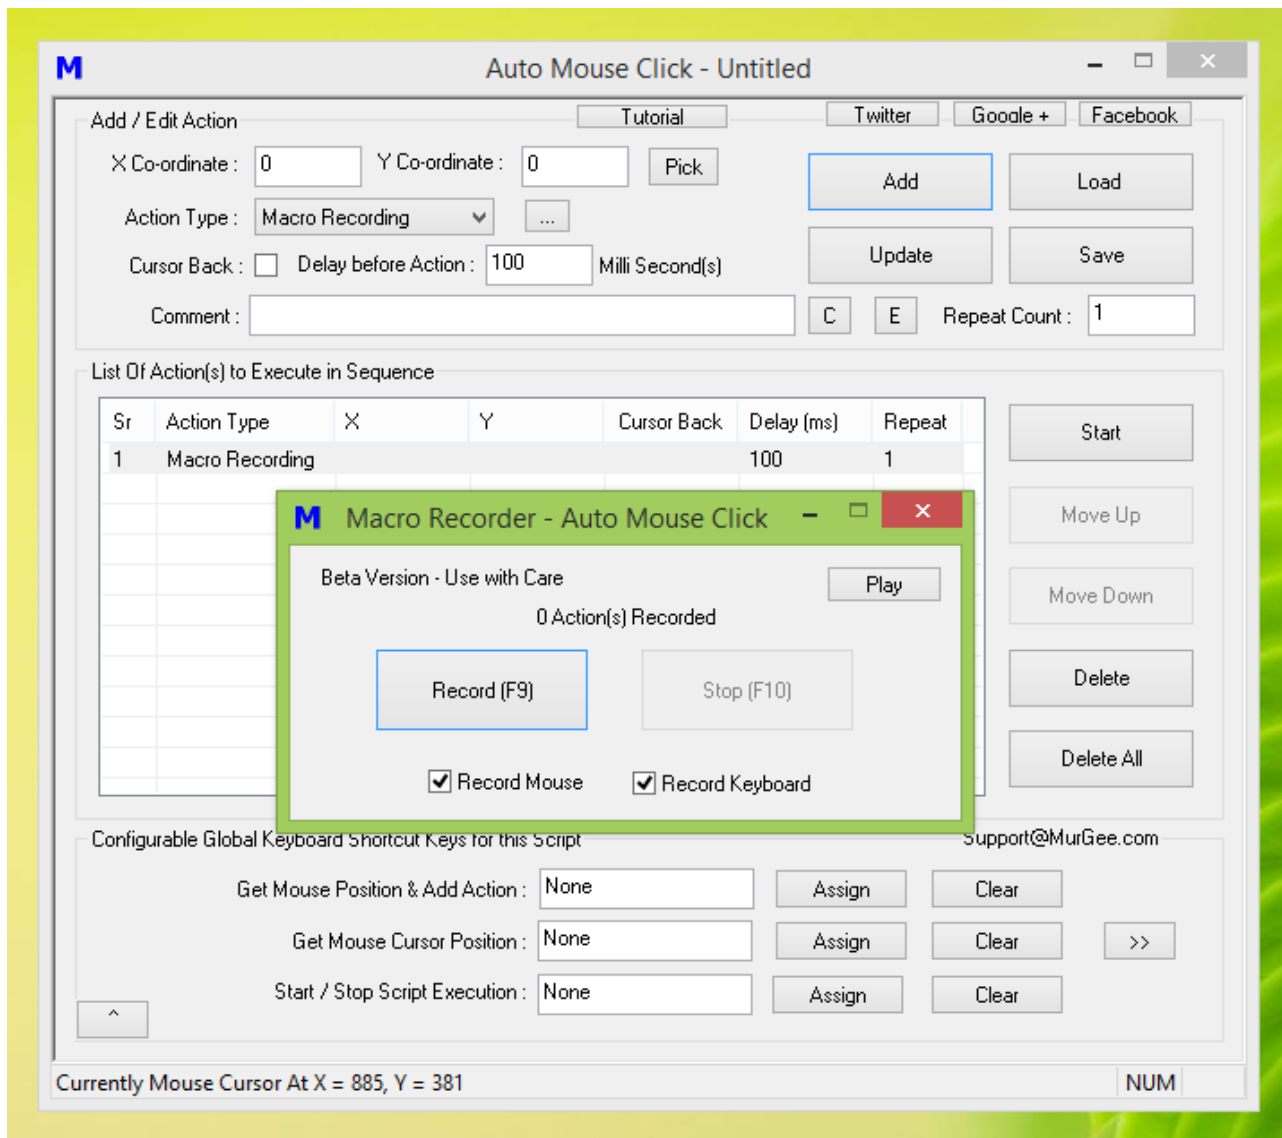 M Auto Mouse Click - Untitled
Add / Edit Action Tutorial Twitter Google + Facebook
X Co-ordinate : 0 Y Co-ordinate : 0 Pick Add Load
Action Type : Macro Recording ...
Cursor Back : Delay before Action : 100 Milli Second(s) Update Save
Comment : C E Repeat Count : 1
List Of Action(s) to Execute in Sequence
Sr Action Type X Y Cursor Back Delay (ms) Repeat Start
1 Macro Recording 100 1
M Macro Recorder - Auto Mouse Click Move Up
Beta Version - Use with Care Play
Move Down
0 Action(s) Recorded
Record (F9) Stop (F10) Delete
Delete All
Record Mouse Record Keyboard
Configurable Global Keyboard Shortcut Keys for this Script Support@MurGee.com
Get Mouse Position & Add Action : None Assign Clear
Get Mouse Cursor Position : None Assign Clear >>
Start / Stop Script Execution : None Assign Clear
^
Currently Mouse Cursor At X = 885, Y = 381 NUM